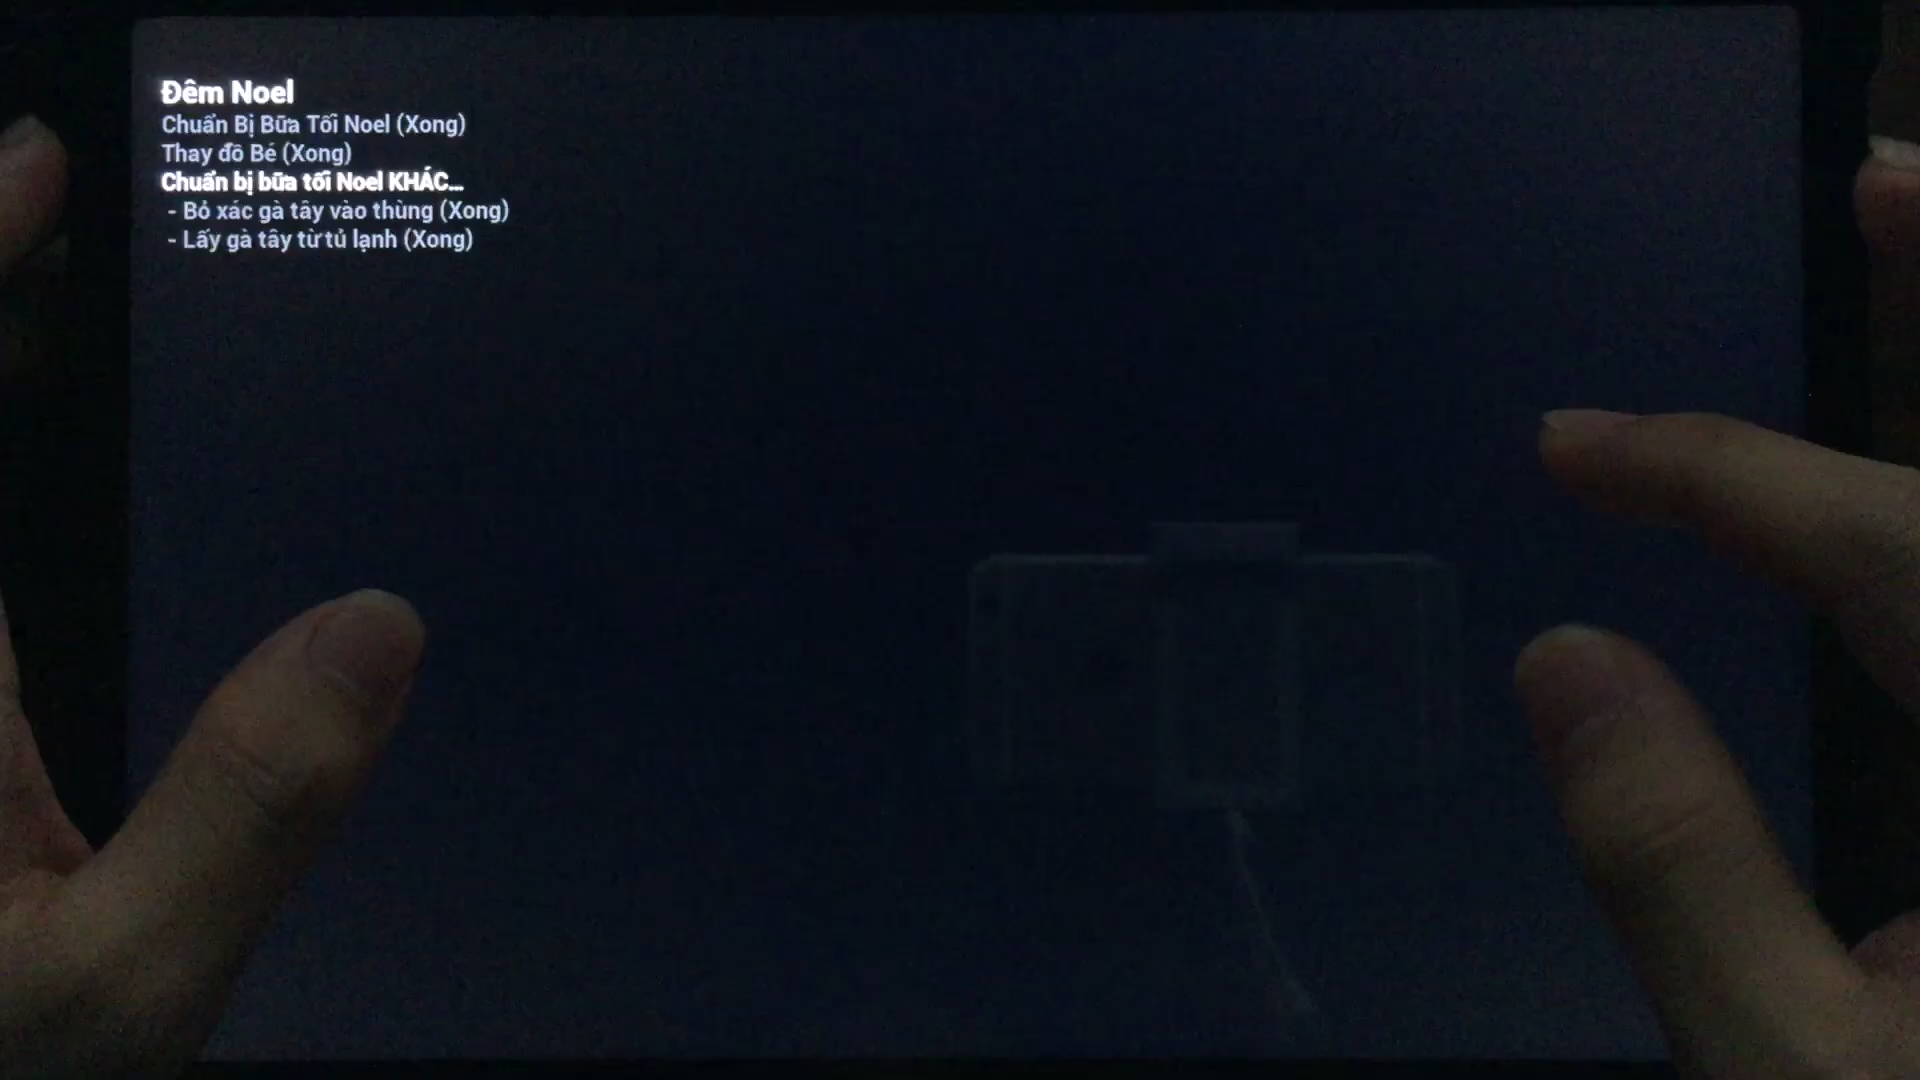 Đêm Noel
Chuẩn Bị Bữa Tối Noel (Xong)
Thay đồ Bé (Xong)
Chuẩn bị bữa tối Noel KHÁC...
- Bỏ xác gà tây vào thùng (Xong)
- Lấy gà tây từ tủ lạnh (Xong)